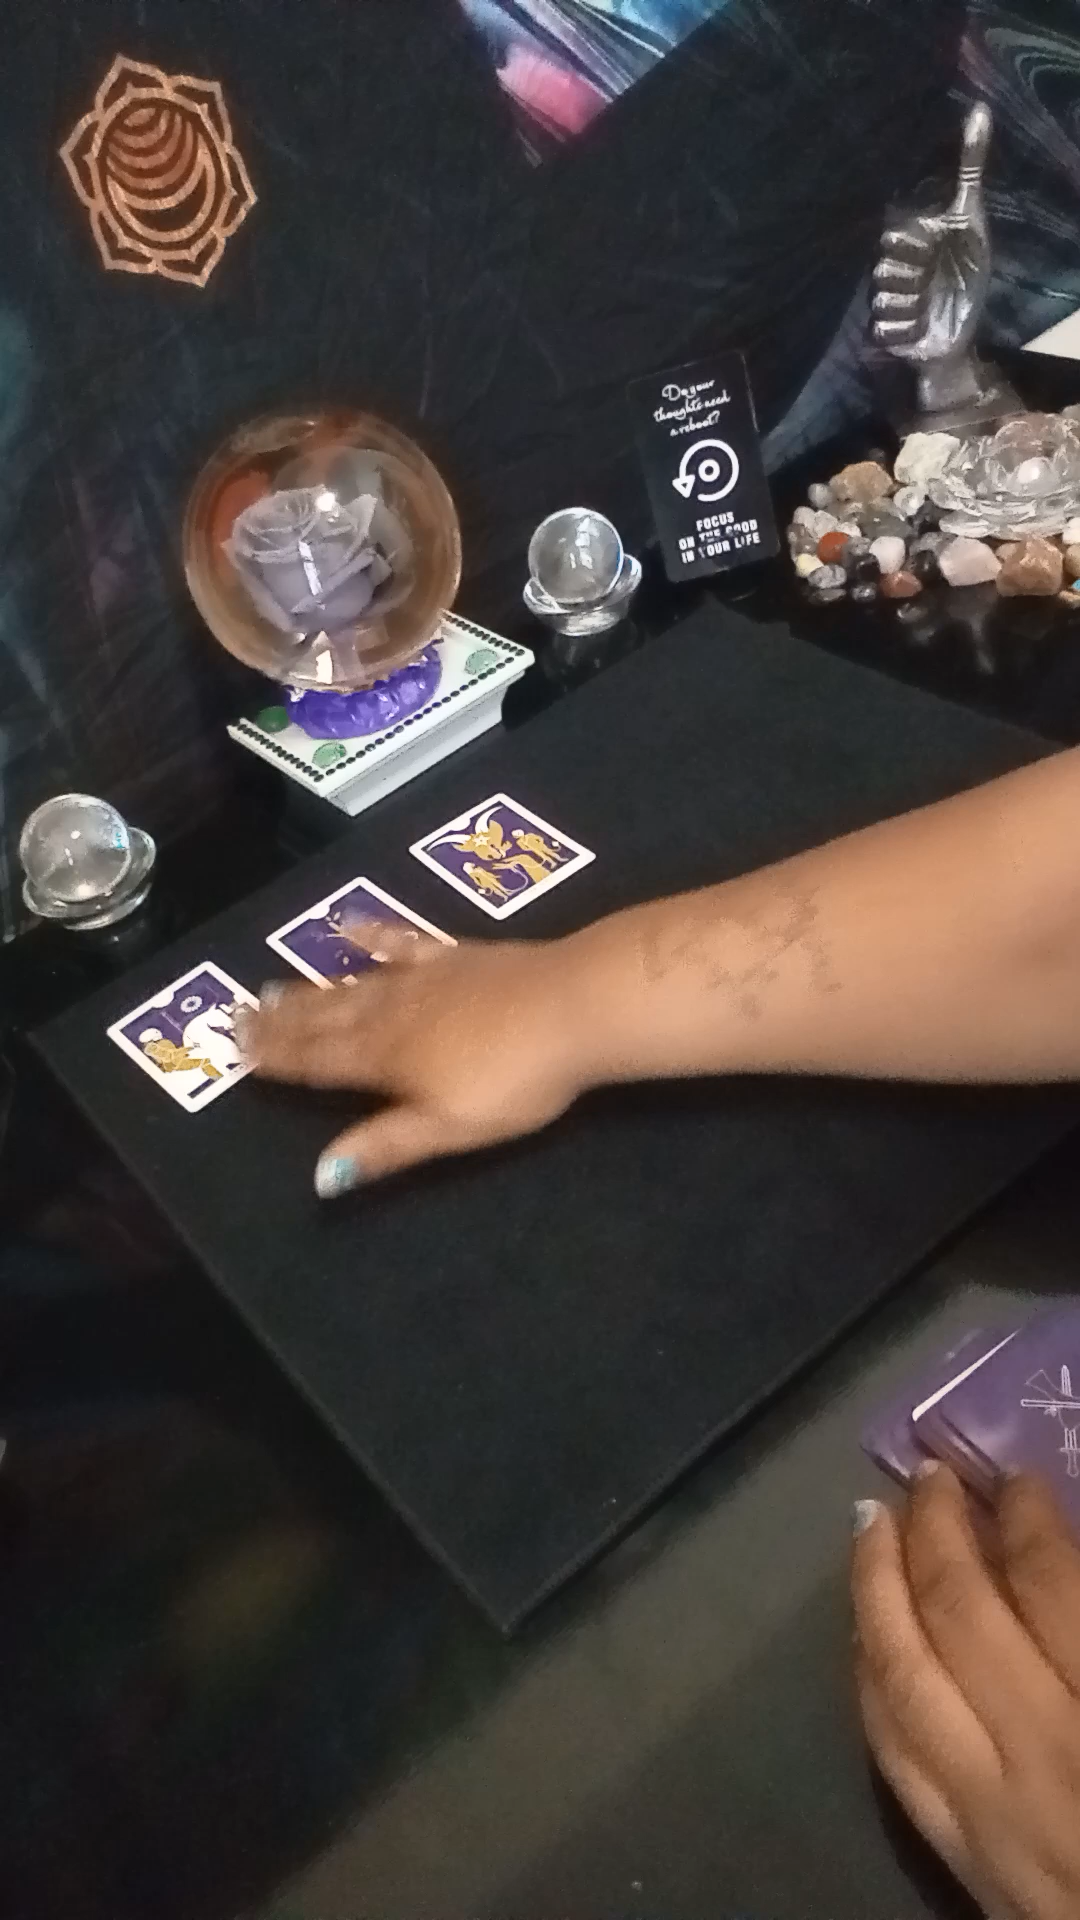 Do your
thoughts need
a reboot?
FOCUS
ON THE GOOD
IN YOUR LIFE